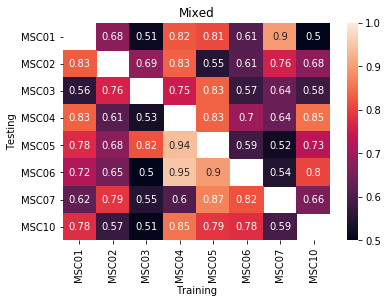 Mixed
MSC01 0.68 0.51 0.82 0.81 0.61 0.9 0.5
MSC02 0.83 0.69 0.83 0.55 0.61 0.76 0.68
MSC03 0.56 0.76 0.75 0.83 0.57 0.64 0.58
MSC04 0.83 0.61 0.53 0.83 0.7 0.64 0.85
MSC05 0.78 0.68 0.82 0.94 0.59 0.52 0.73
MSC06 0.72 0.65 0.5 0.95 0.9 0.54 0.8
MSC07 0.62 0.79 0.55 0.6 0.87 0.82 0.66
MSC10 0.78 0.57 0.51 0.85 0.79 0.78 0.59
Testing
MSC01 MSC02 MSC03 MSC04 MSC05 MSC06 MSC07 MSC10
Training
1.0
0.9
0.8
0.7
0.6
0.5